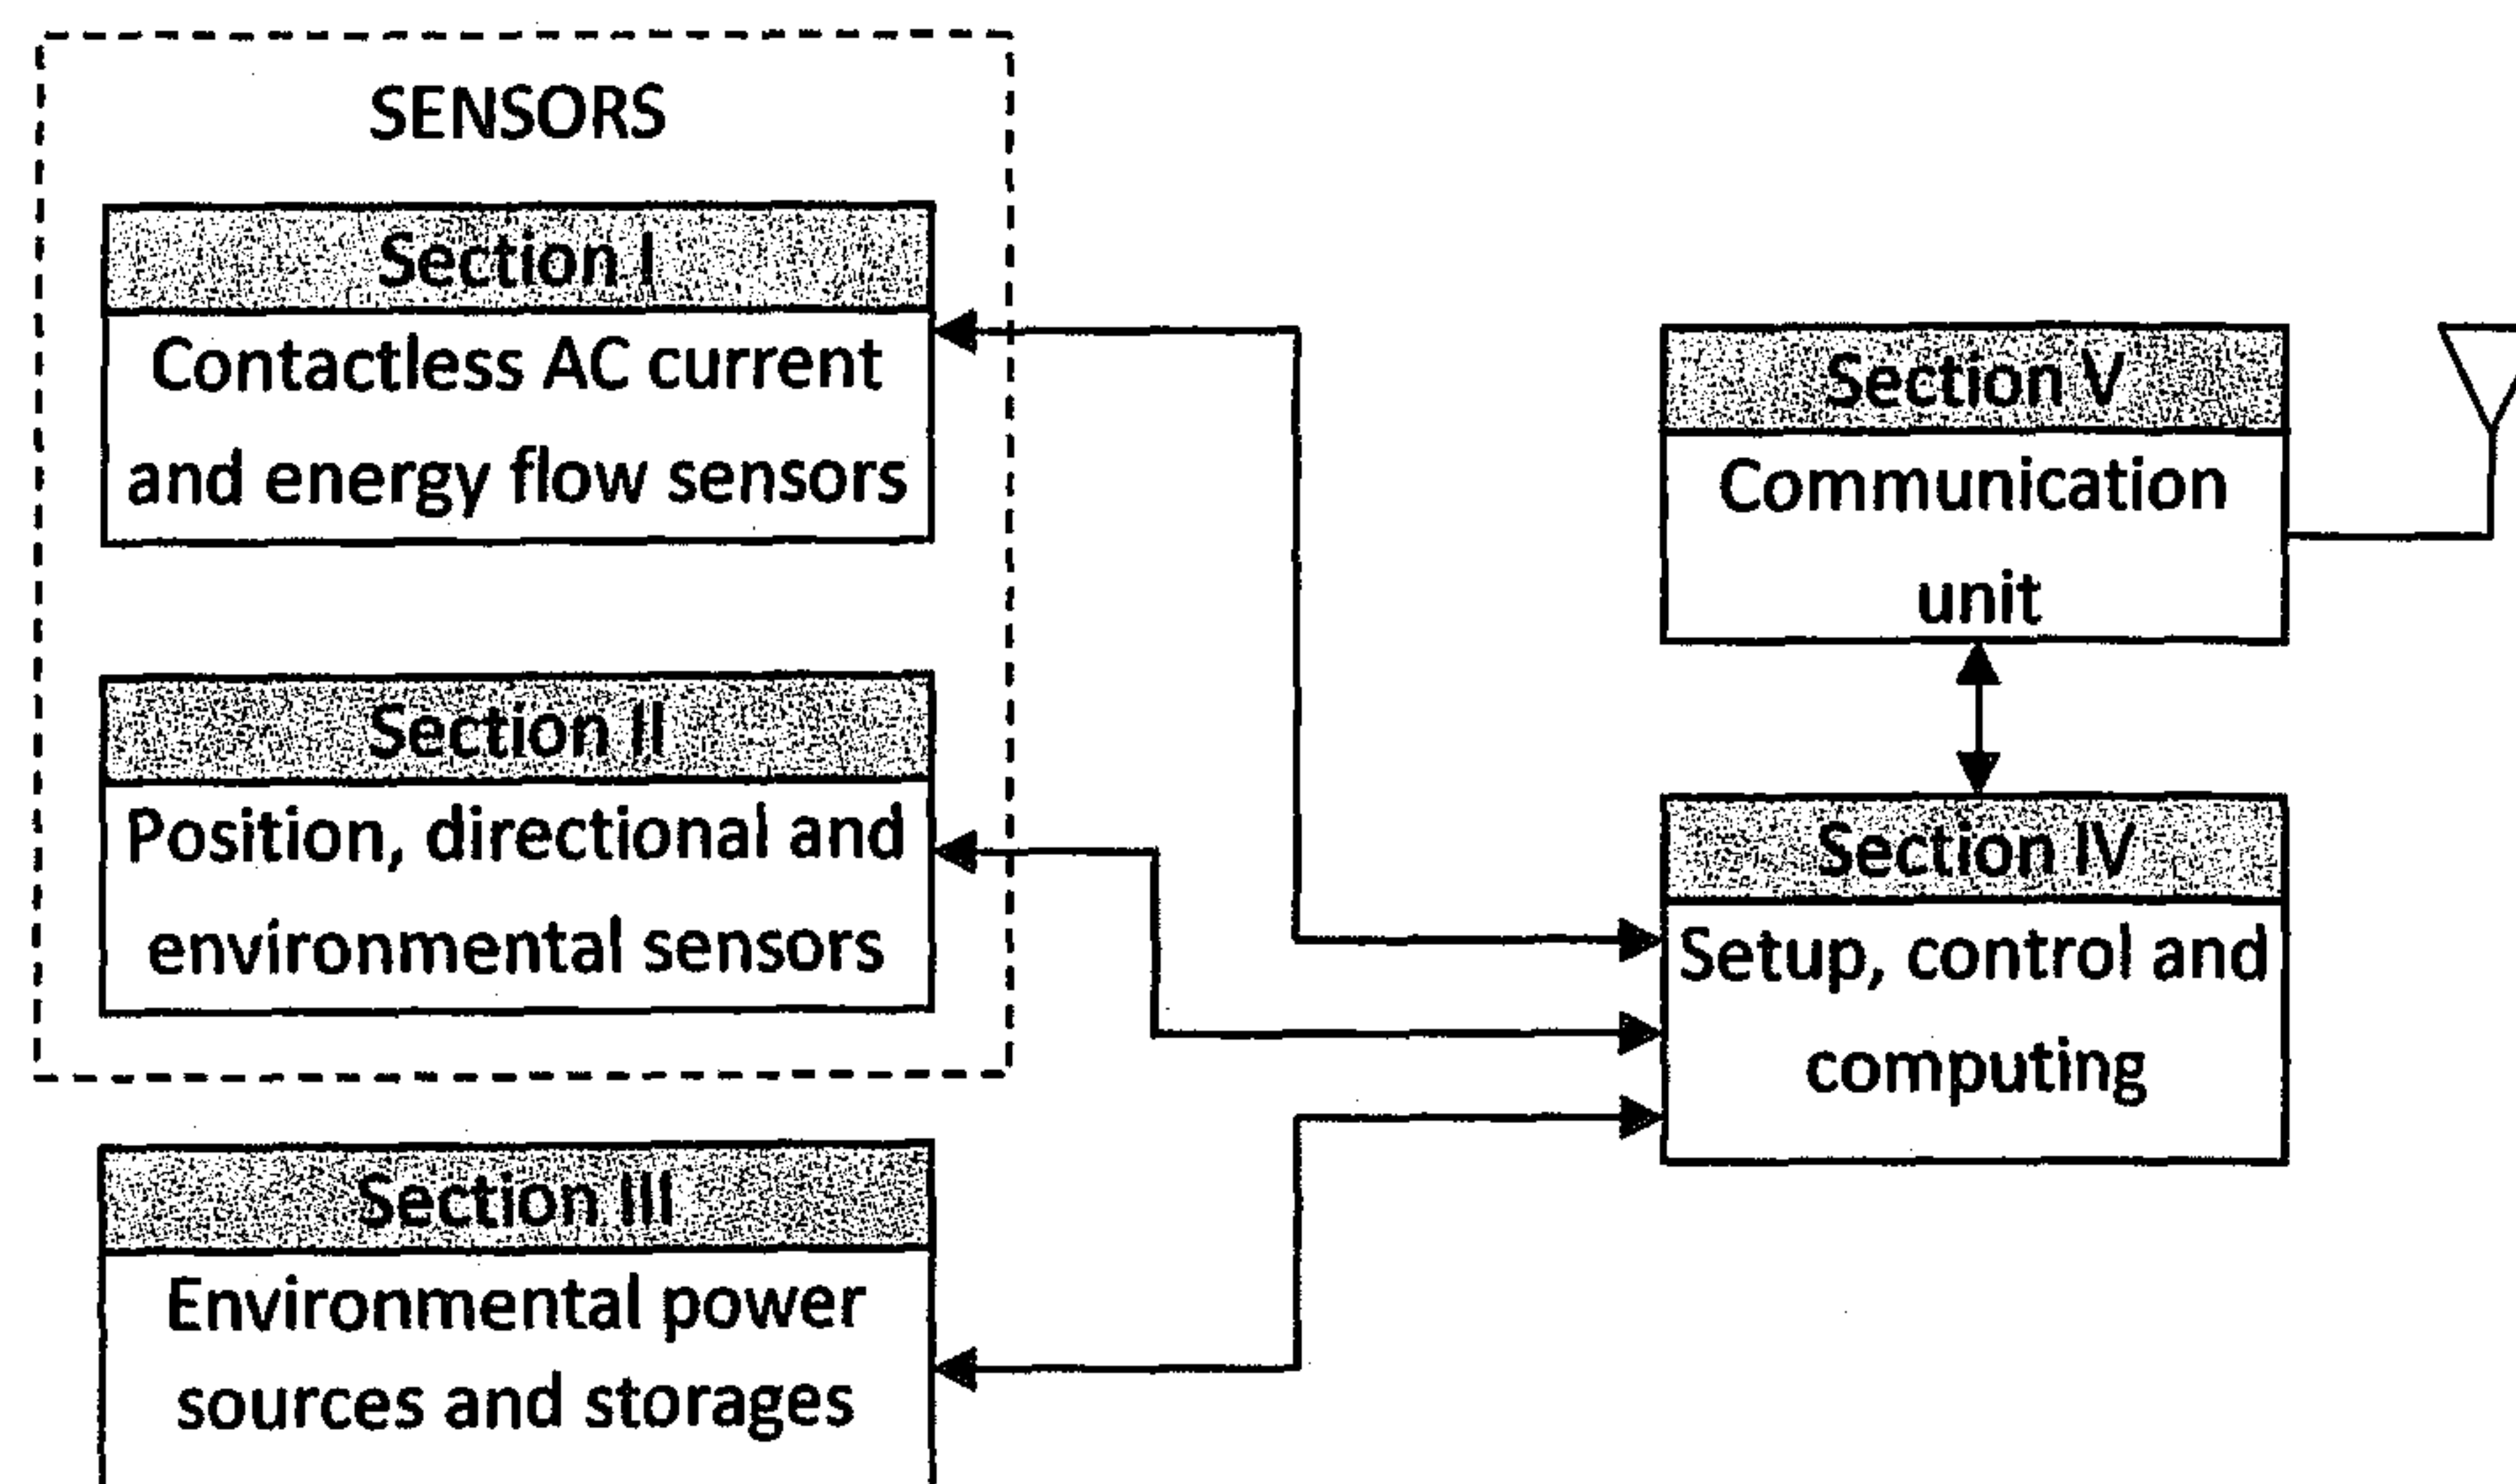 SENSORS
Section I
Contactless AC current
and energy flow sensors
Section II
Position, directional and
environmental sensors
Section III
Environmental power
sources and storages
Section V
Communication
unit
Section IV
Setup, control and
computing